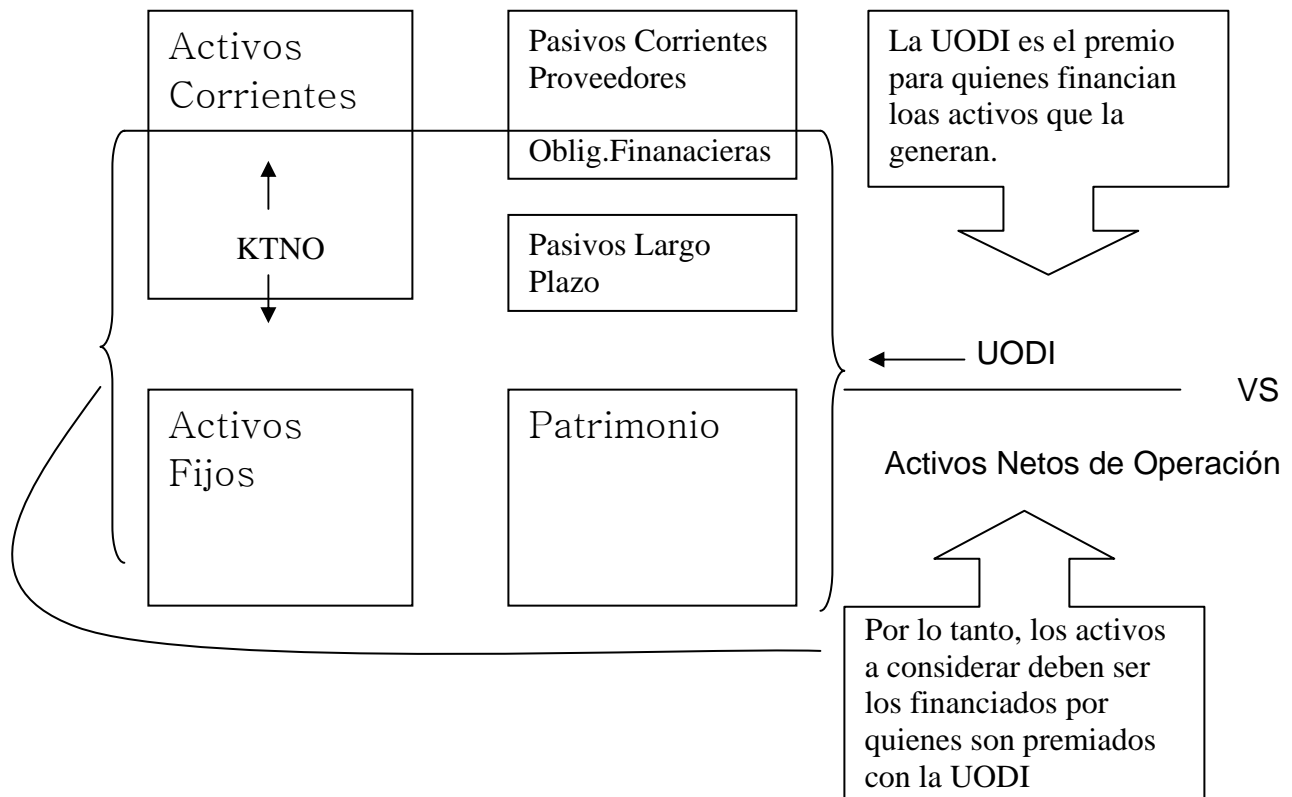 Activos
Corrientes
KTNO
Activos
Fijos
Pasivos Corrientes
Proveedores
Oblig.Finanacieras
Pasivos Largo
Plazo
Patrimonio
La UODI es el premio
para quienes financian
loas activos que la
generan.
UODI
VS
Activos Netos de Operación
Por lo tanto, los activos
a considerar deben ser
los financiados por
quienes son premiados
con la UODI